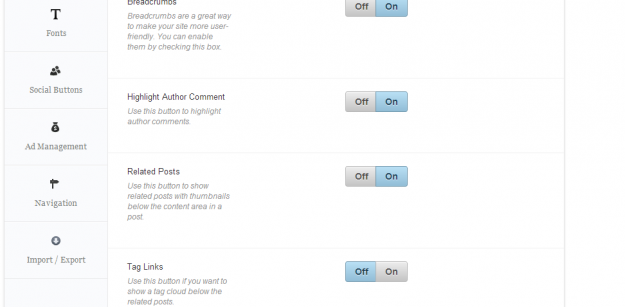 Fonts
Social Buttons
Ad Management
Navigation
Import / Export
Breadcrumbs
Breadcrumbs are a great way
to make your site more user-
friendly. You can enable
them by checking this box.
Off On
Highlight Author Comment
Use this button to highlight
author comments.
Off On
Related Posts
Use this button to show
related posts with thumbnails
below the content area in a
post.
Off On
Tag Links
Use this button if you want to
show a tag cloud below the
related posts.
Off On